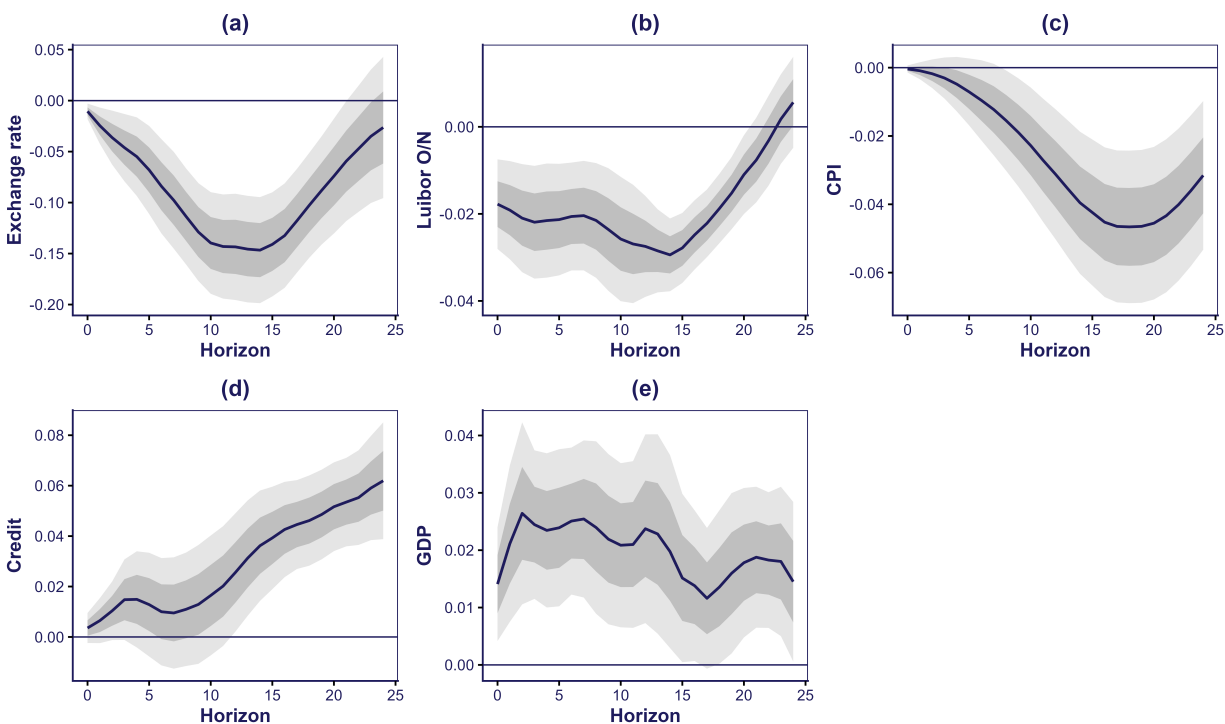 (a)
Exchange rate
0.05
0.00
-0.05
-0.10
-0.15
-0.20
0 5 10 15 20 25
Horizon
(b)
Luibor O/N
0.00
-0.02
-0.04
0 5 10 15 20 25
Horizon
(c)
CPI
0.00
-0.02
-0.04
-0.06
0 5 10 15 20 25
Horizon
(d)
Credit
0.08
0.06
0.04
0.02
0.00
0 5 10 15 20 25
Horizon
(e)
GDP
0.04
0.03
0.02
0.01
0.00
0 5 10 15 20 25
Horizon